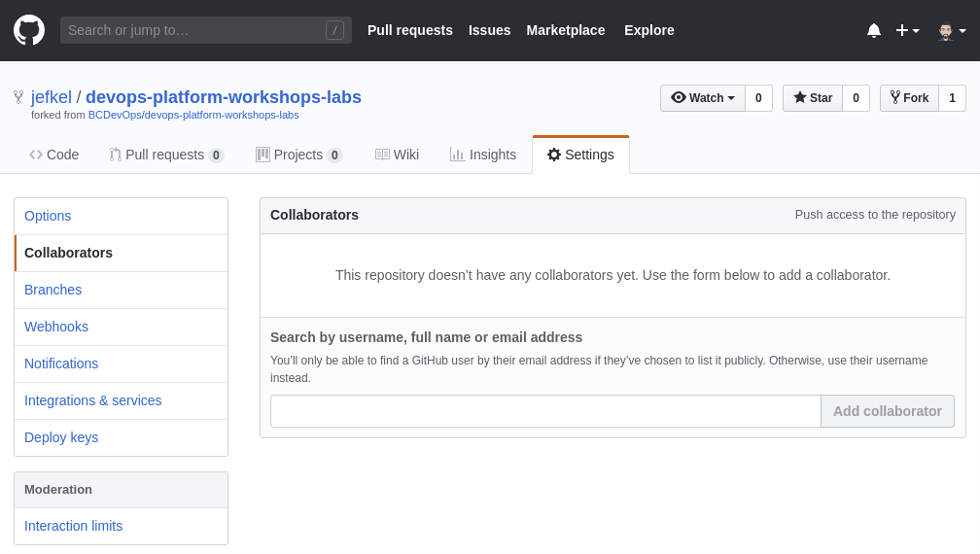 Search or jump to…
/
Pull requests
Issues
Marketplace
Explore
jefkel / devops-platform-workshops-labs
forked from BCDevOps/devops-platform-workshops-labs
Watch 0
Star 0
Fork 1
Code
Pull requests 0
Projects 0
Wiki
Insights
Settings
Options
Collaborators
Branches
Webhooks
Notifications
Integrations & services
Deploy keys
Moderation
Interaction limits
Collaborators
Push access to the repository
This repository doesn’t have any collaborators yet. Use the form below to add a collaborator.
Search by username, full name or email address
You’ll only be able to find a GitHub user by their email address if they’ve chosen to list it publicly. Otherwise, use their username
instead.
Add collaborator